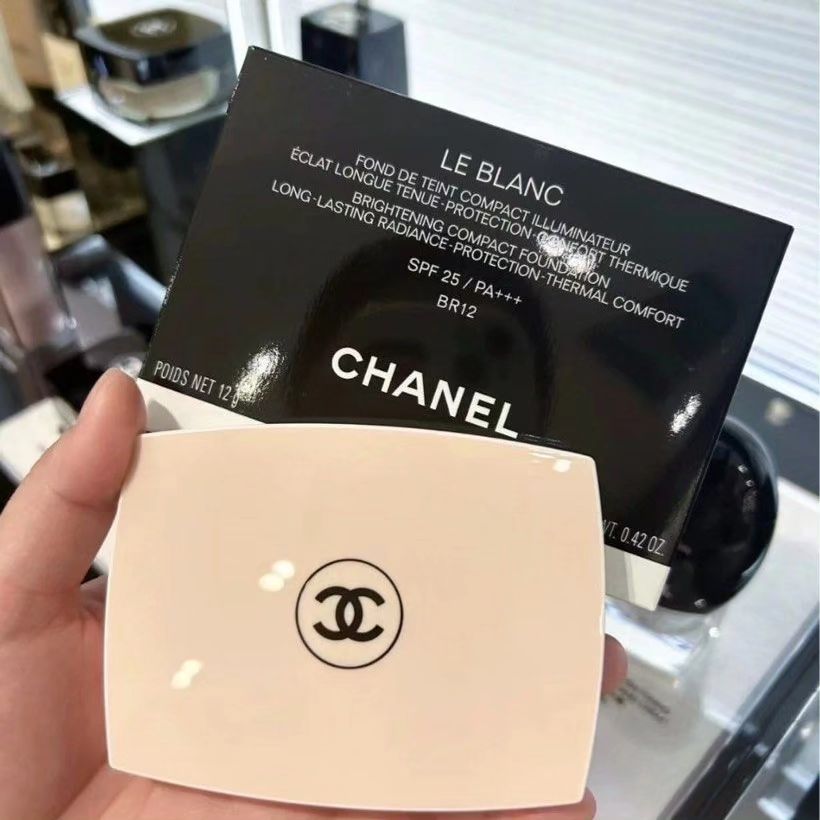 LE BLANC
FOND DE TEINT COMPACT ILLUMINATEUR
ÉCLAT LONGUE TENUE-PROTECTION-CONFORT THERMIQUE
BRIGHTENING COMPACT FOUNDATION
LONG-LASTING RADIANCE-PROTECTION-THERMAL COMFORT
SPF 25 / PA+++
BR12
CHANEL
POIDS NET 12 g
WT. 0.42 OZ.